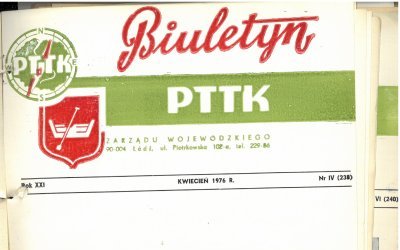 Biuletyn
N
W PTTK E
S
PTTK
ZARZĄDU WOJEWÓDZKIEGO
90-004 Łódź, ul. Piotrkowska 102-a, tel. 229-86
Rok XXI KWIECIEŃ 1976 R. Nr IV (238)
VI (240)